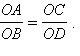 OA/OB = OC/OD.